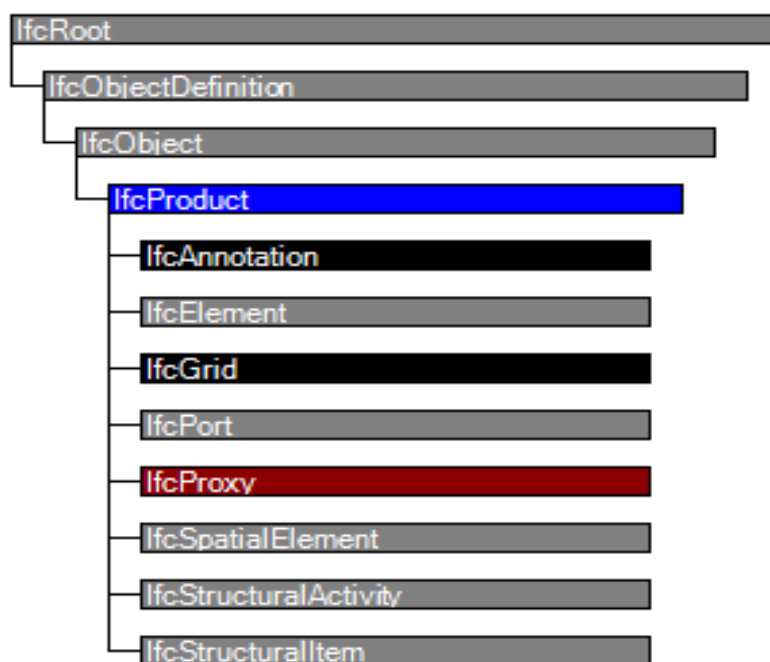 IfcRoot
IfcObjectDefinition
IfcObject
IfcProduct
IfcAnnotation
IfcElement
IfcGrid
IfcPort
IfcProxy
IfcSpatialElement
IfcStructuralActivity
IfcStructuralItem